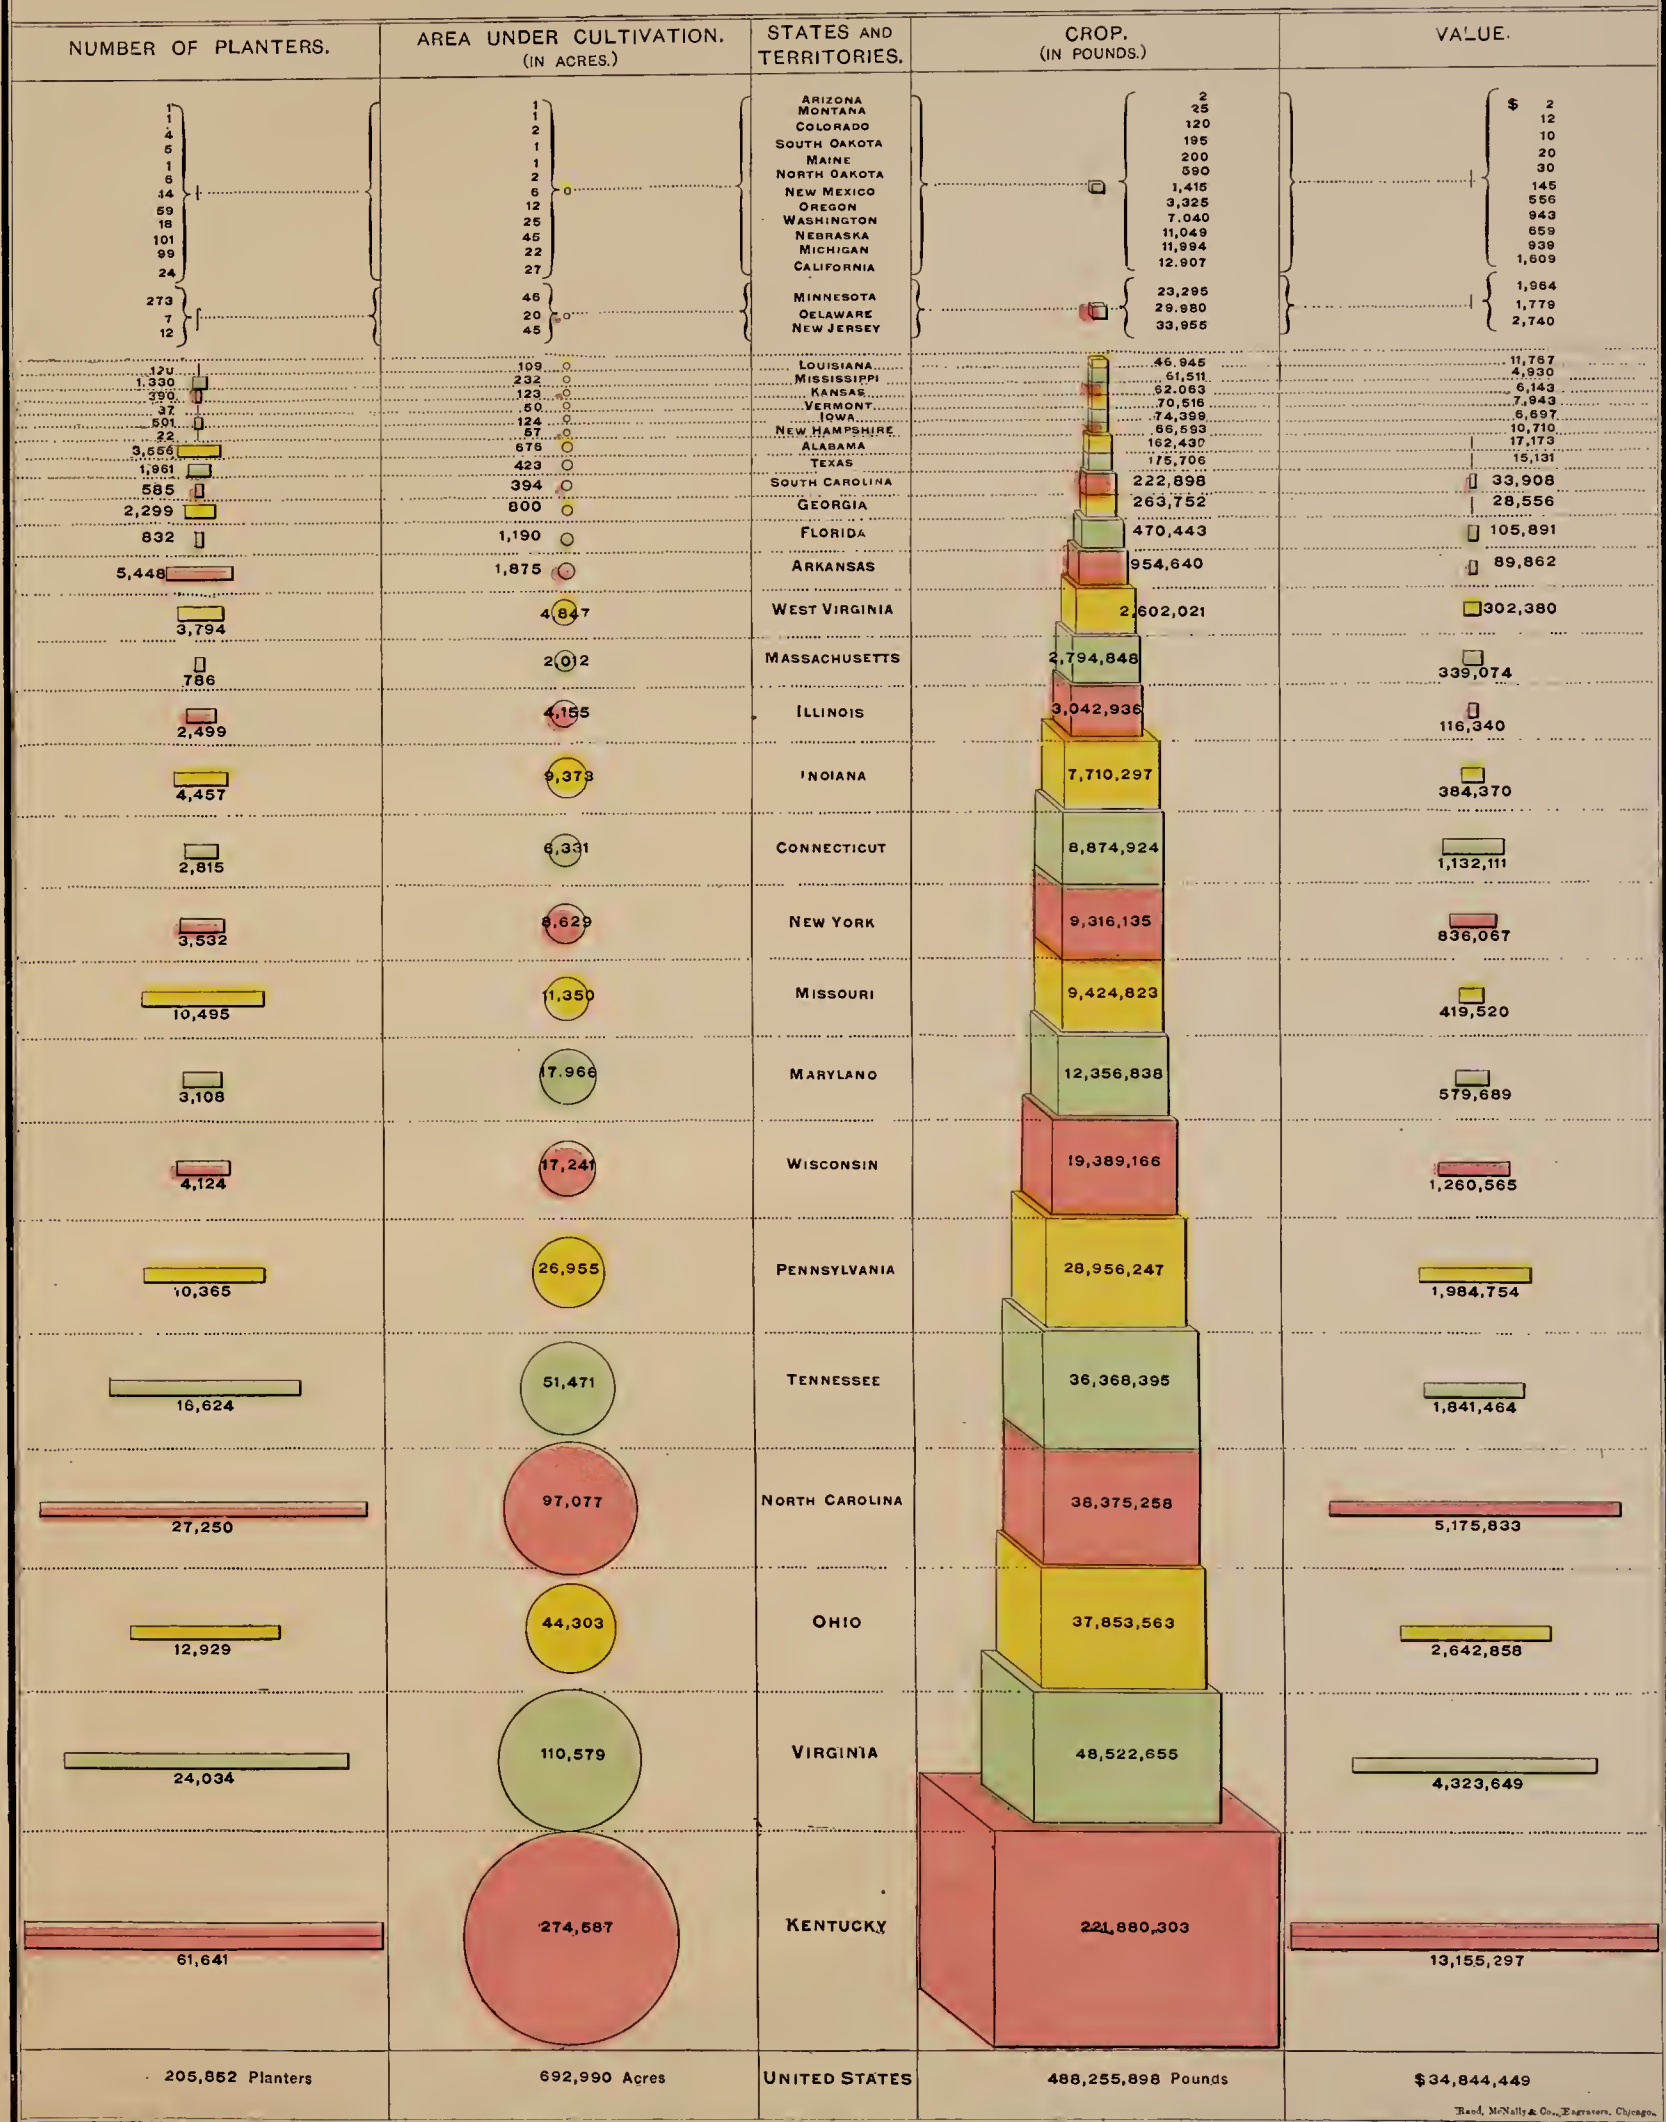 NUMBER OF PLANTERS. AREA UNDER CULTIVATION. (IN ACRES.) STATES AND TERRITORIES. CROP. (IN POUNDS.) VALUE.
1 1 ARIZONA 2 $ 2
1 1 MONTANA 25 12
4 2 COLORADO 120 10
5 1 SOUTH DAKOTA 195 20
1 1 MAINE 200 30
6 2 NORTH DAKOTA 590
14 6 NEW MEXICO 1,415 145
59 12 OREGON 3,325 556
18 25 WASHINGTON 7.040 943
101 45 NEBRASKA 11,049 659
99 22 MICHIGAN 11,994 939
24 27 CALIFORNIA 12.907 1,609
273 46 MINNESOTA 23,295 1,964
7 20 DELAWARE 29.980 1,779
12 45 NEW JERSEY 33,955 2,740
120 109 LOUISIANA 46,945 11,767
1,330 232 MISSISSIPPI 61,511 4,930
390 123 KANSAS 62.063 6,143
37 50 VERMONT 70,516 7,943
501 124 IOWA 74,399 6,697
22 57 NEW HAMPSHIRE 66,593 10,710
3,556 676 ALABAMA 162,430 17,173
1,961 423 TEXAS 175,706 15,131
585 394 SOUTH CAROLINA 222,898 33,908
2,299 800 GEORGIA 263,752 28,556
832 1,190 FLORIDA 470,443 105,891
5,448 1,875 ARKANSAS 954,640 89,862
3,794 4,847 WEST VIRGINIA 2,602,021 302,380
786 2,012 MASSACHUSETTS 2,794,848 339,074
2,499 4,155 ILLINOIS 3,042,936 116,340
4,457 9,373 INDIANA 7,710,297 384,370
2,815 6,331 CONNECTICUT 8,874,924 1,132,111
3,532 8,629 NEW YORK 9,316,135 836,067
10,495 11,350 MISSOURI 9,424,823 419,520
3,108 17.966 MARYLAND 12,356,838 579,689
4,124 17,241 WISCONSIN 19,389,166 1,260,565
10,365 26,955 PENNSYLVANIA 28,956,247 1,984,754
16,624 51,471 TENNESSEE 36,368,395 1,841,464
27,250 97,077 NORTH CAROLINA 38,375,258 5,175,833
12,929 44,303 OHIO 37,853,563 2,642,858
24,034 110,579 VIRGINIA 48,522,655 4,323,649
61,641 274,587 KENTUCKY 221,880,303 13,155,297
205,862 Planters 692,990 Acres UNITED STATES 488,255,898 Pounds $34,844,449
Rand, McNally & Co., Engravers, Chicago.